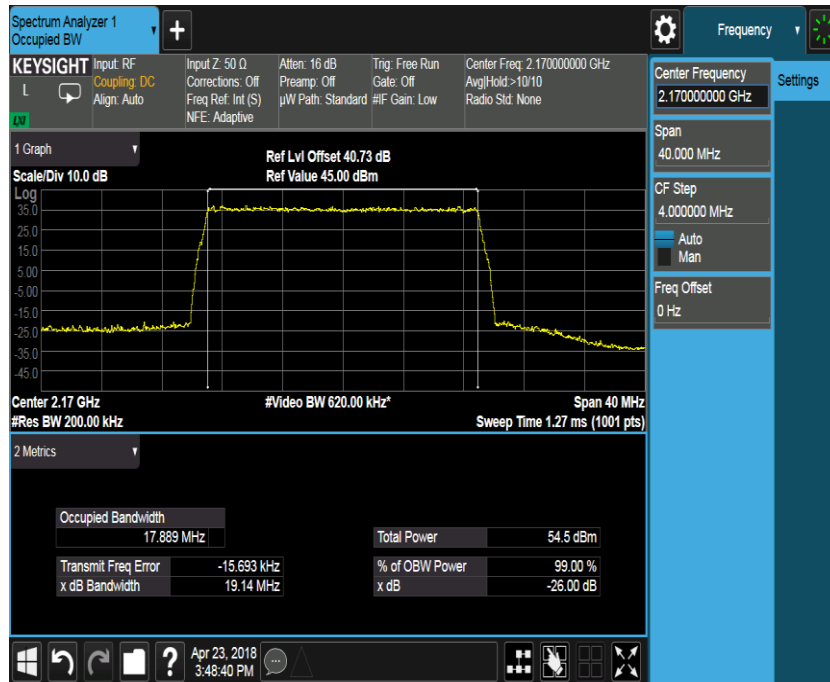 Spectrum Analyzer 1
Occupied BW
+
Frequency
KEYSIGHT
L
LXI
Input: RF
Coupling: DC
Align: Auto
Input Z: 50 Ω
Corrections: Off
Freq Ref: Int (S)
NFE: Adaptive
Atten: 16 dB
Preamp: Off
µW Path: Standard
Trig: Free Run
Gate: Off
#IF Gain: Low
Center Freq: 2.170000000 GHz
Avg|Hold:>10/10
Radio Std: None
Center Frequency
2.170000000 GHz
Settings
Span
40.000 MHz
CF Step
4.000000 MHz
Auto
Man
Freq Offset
0 Hz
1 Graph
Scale/Div 10.0 dB
Ref Lvl Offset 40.73 dB
Ref Value 45.00 dBm
Log
35.0
25.0
15.0
5.00
-5.00
-15.0
-25.0
-35.0
-45.0
Center 2.17 GHz
#Video BW 620.00 kHz*
Span 40 MHz
#Res BW 200.00 kHz
Sweep Time 1.27 ms (1001 pts)
2 Metrics
Occupied Bandwidth
17.889 MHz
Total Power 54.5 dBm
Transmit Freq Error -15.693 kHz
% of OBW Power 99.00 %
x dB Bandwidth 19.14 MHz
x dB -26.00 dB
?
Apr 23, 2018
3:48:40 PM